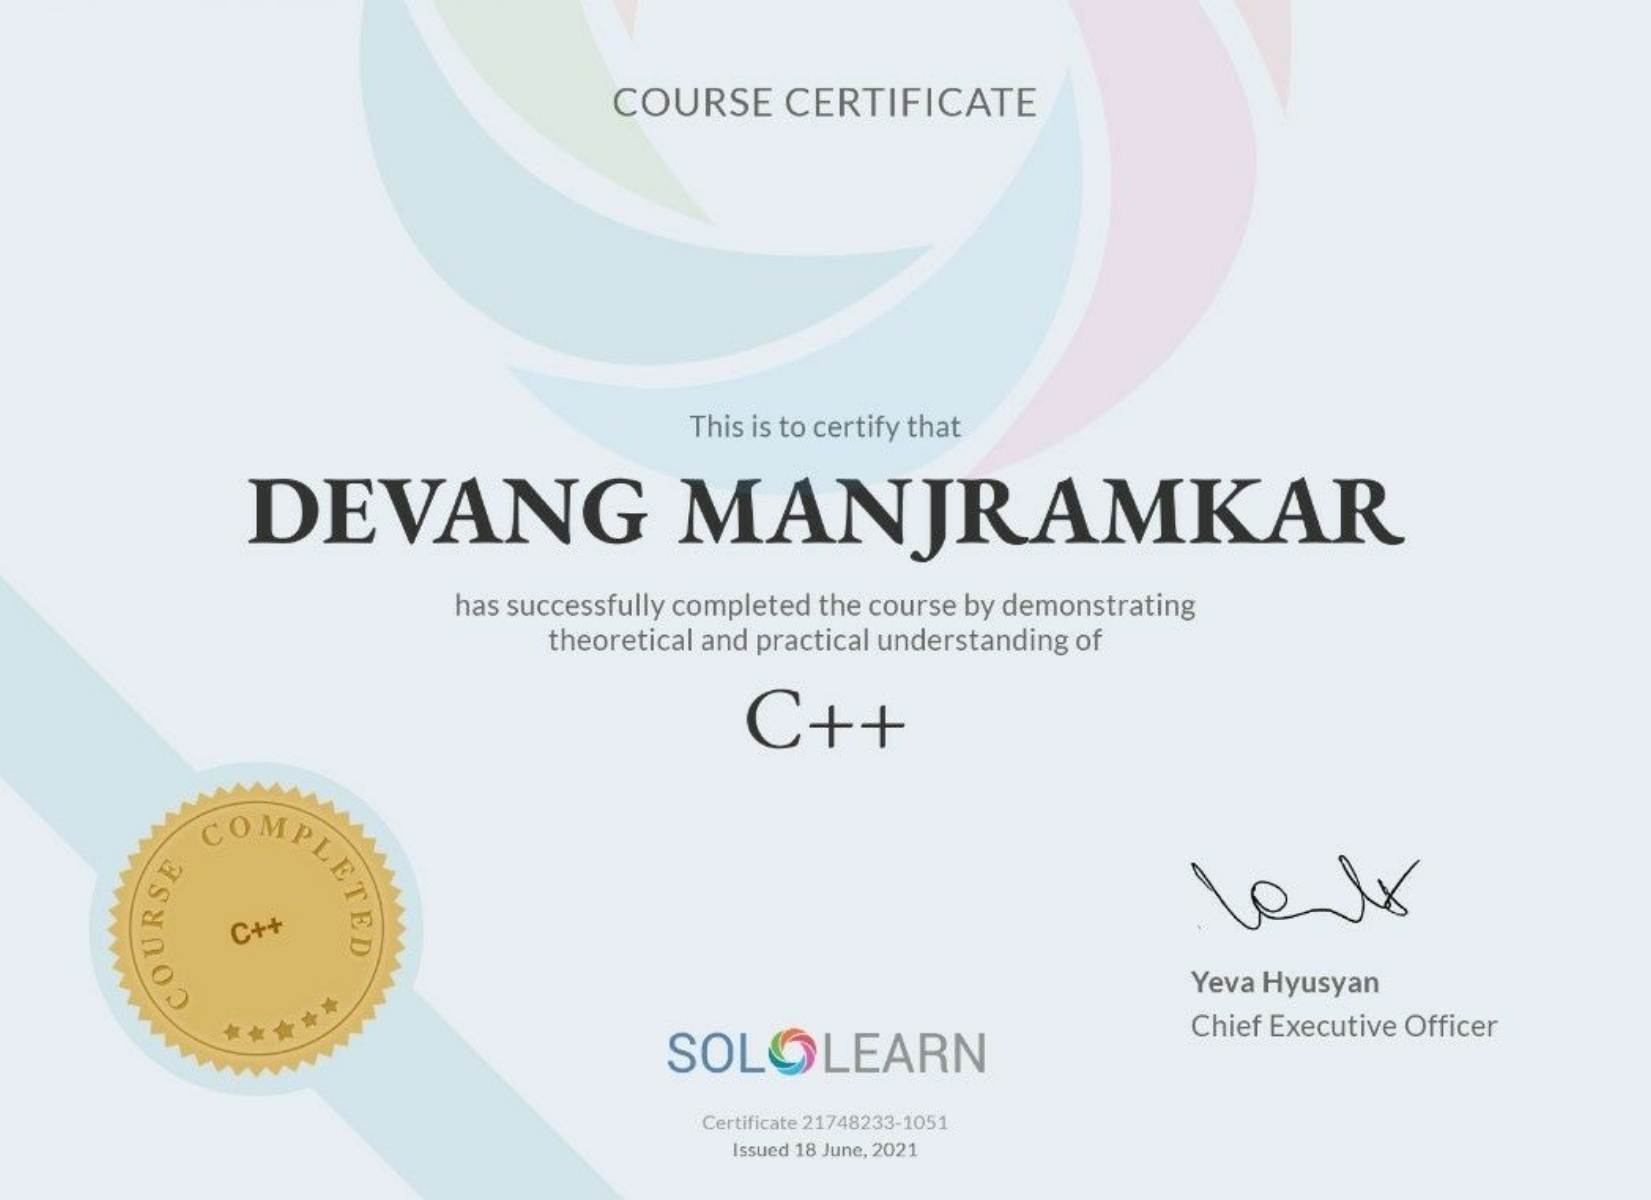 COURSE CERTIFICATE
This is to certify that
DEVANG MANJRAMKAR
has successfully completed the course by demonstrating
theoretical and practical understanding of
C++
COURSE COMPLETED
C++
Yeva Hyusyan
Chief Executive Officer
SOLOLEARN
Certificate 21748233-1051
Issued 18 June, 2021